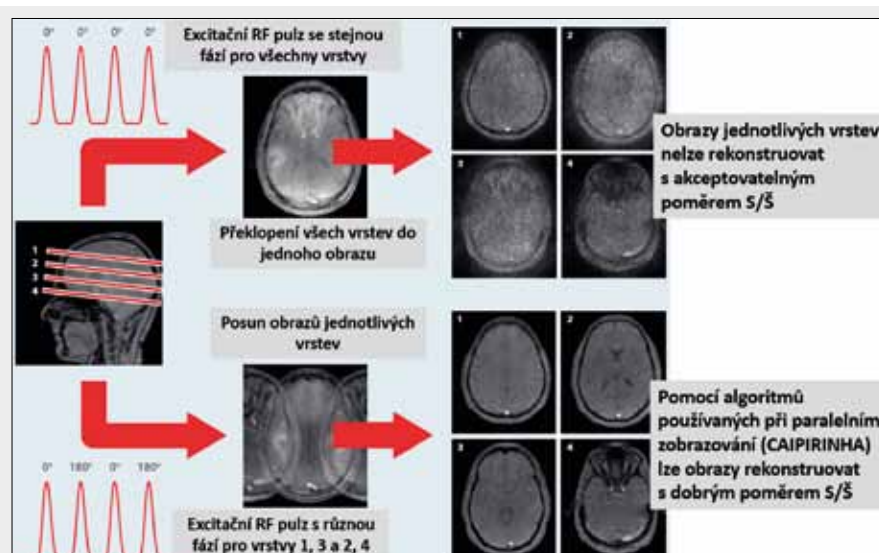 0° 0° 0° 0°
Excitační RF pulz se stejnou
fází pro všechny vrstvy
1 2
3 4
Obrazy jednotlivých vrstev
nelze rekonstruovat
s akceptovatelným
poměrem S/Š
Překlopení všech vrstev do
jednoho obrazu
1
2
3
4
Posun obrazů jednotlivých
vrstev
1 2
3 4
Pomocí algoritmů
používaných při paralelním
zobrazování (CAIPIRINHA)
lze obrazy rekonstruovat
s dobrým poměrem S/Š
0° 180° 0° 180°
Excitační RF pulz s různou
fází pro vrstvy 1, 3 a 2, 4